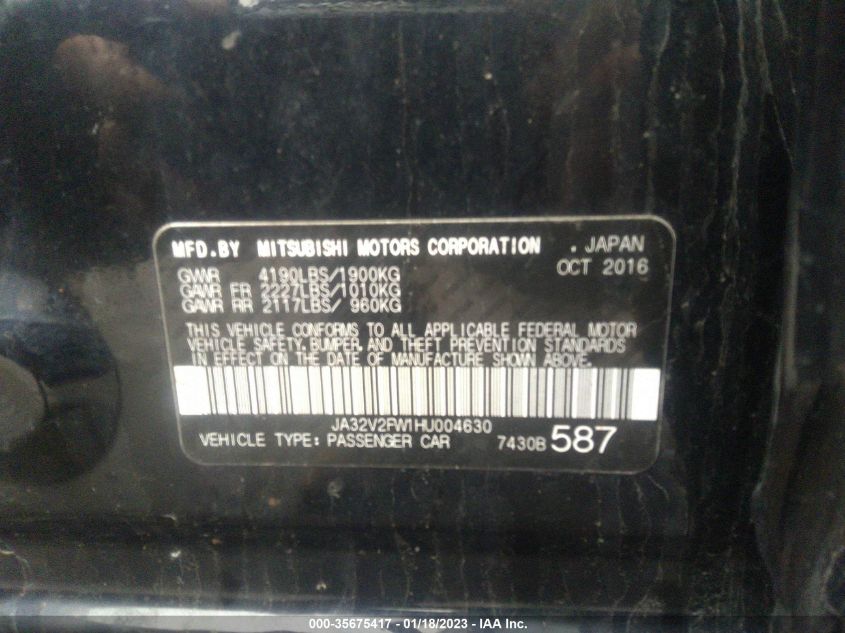 MFD.BY MITSUBISHI MOTORS CORPORATION . JAPAN
OCT 2016
GWVR 4190LBS/1900KG
GAWR FR 2227LBS/1010KG
GAWR RR 2117LBS/ 960KG
THIS VEHICLE CONFORMS TO ALL APPLICABLE FEDERAL MOTOR
VEHICLE SAFETY, BUMPER, AND THEFT PREVENTION STANDARDS
IN EFFECT ON THE DATE OF MANUFACTURE SHOWN ABOVE.
JA32V2FW1HU004630
VEHICLE TYPE: PASSENGER CAR 7430B 587
000-35675417 - 01/18/2023 - IAA Inc.